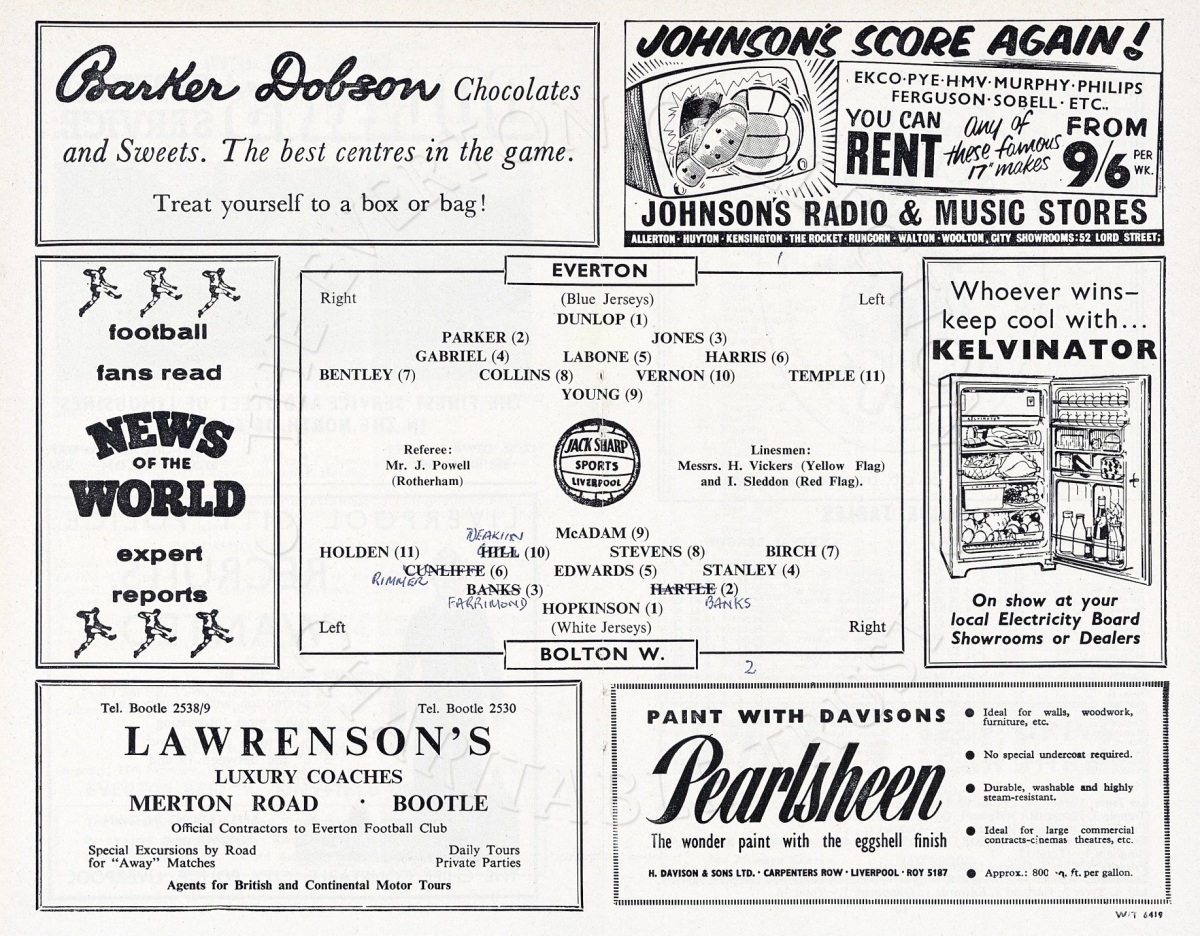 Barker Dobson Chocolates
and Sweets. The best centres in the game.
Treat yourself to a box or bag!
JOHNSON'S SCORE AGAIN!
EKCO·PYE·HMV·MURPHY·PHILIPS
FERGUSON·SOBELL·ETC.,
YOU CAN
RENT
any of
these famous
17" makes
FROM
9/6 PER WK.
JOHNSON'S RADIO & MUSIC STORES
ALLERTON·HUYTON·KENSINGTON·THE ROCKET·RUNCORN·WALTON·WOOLTON, CITY SHOWROOMS: 52 LORD STREET;
football
fans read
NEWS
OF THE
WORLD
expert
reports
1
EVERTON
Right (Blue Jerseys) Left
DUNLOP (1)
PARKER (2) JONES (3)
GABRIEL (4) LABONE (5) HARRIS (6)
BENTLEY (7) COLLINS (8) VERNON (10) TEMPLE (11)
YOUNG (9)
Referee:
Mr. J. Powell
(Rotherham)
JACK SHARP
SPORTS
LIVERPOOL
Linesmen:
Messrs. H. Vickers (Yellow Flag)
and I. Sleddon (Red Flag).
McADAM (9)
DEAKIN
HOLDEN (11) HILL (10) STEVENS (8) BIRCH (7)
CUNLIFFE (6) EDWARDS (5) STANLEY (4)
RIMMER
BANKS (3) HARTLE (2)
FARRIMOND BANKS
HOPKINSON (1)
Left (White Jerseys) Right
BOLTON W.
2
Whoever wins–
keep cool with...
KELVINATOR
KELVINATOR
On show at your
local Electricity Board
Showrooms or Dealers
Tel. Bootle 2538/9 Tel. Bootle 2530
LAWRENSON'S
LUXURY COACHES
MERTON ROAD · BOOTLE
Official Contractors to Everton Football Club
Special Excursions by Road
for "Away" Matches
Daily Tours
Private Parties
Agents for British and Continental Motor Tours
PAINT WITH DAVISONS
Pearlsheen
The wonder paint with the eggshell finish
H. DAVISON & SONS LTD. · CARPENTERS ROW · LIVERPOOL · ROY 5187
● Ideal for walls, woodwork,
furniture, etc.
● No special undercoat required.
● Durable, washable and highly
steam-resistant.
● Ideal for large commercial
contracts-cinemas theatres, etc.
● Approx.: 800 sq. ft. per gallon.
WIT 6419